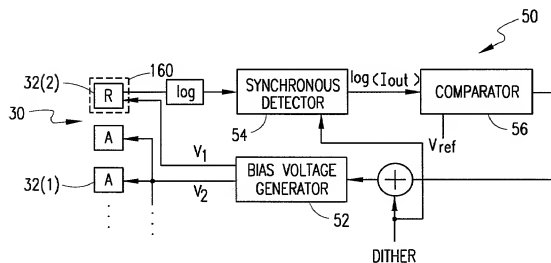 50
32(2)
160
R
log
SYNCHRONOUS
DETECTOR
log(Iout)
COMPARATOR
30
54
56
A
Vref
V1
32(1)
A
V2
BIAS VOLTAGE
GENERATOR
+
52
DITHER